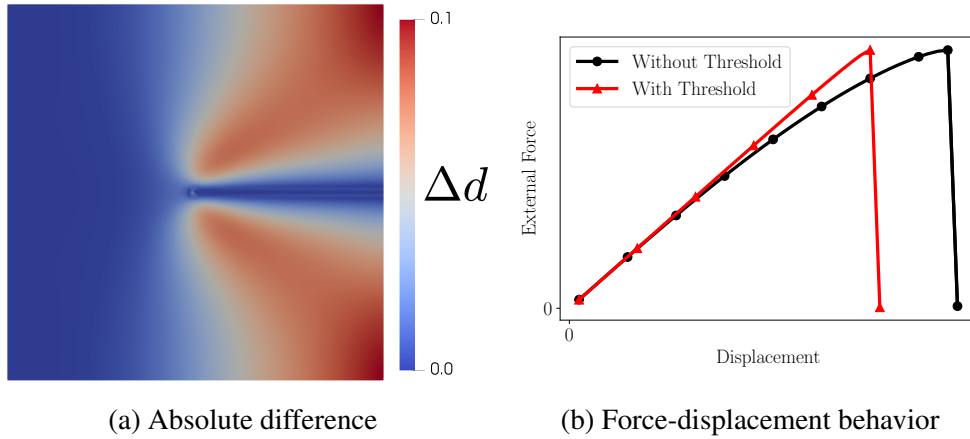 0.1
Δd
0.0
(a) Absolute difference
Without Threshold
With Threshold
External Force
0
0
Displacement
(b) Force-displacement behavior